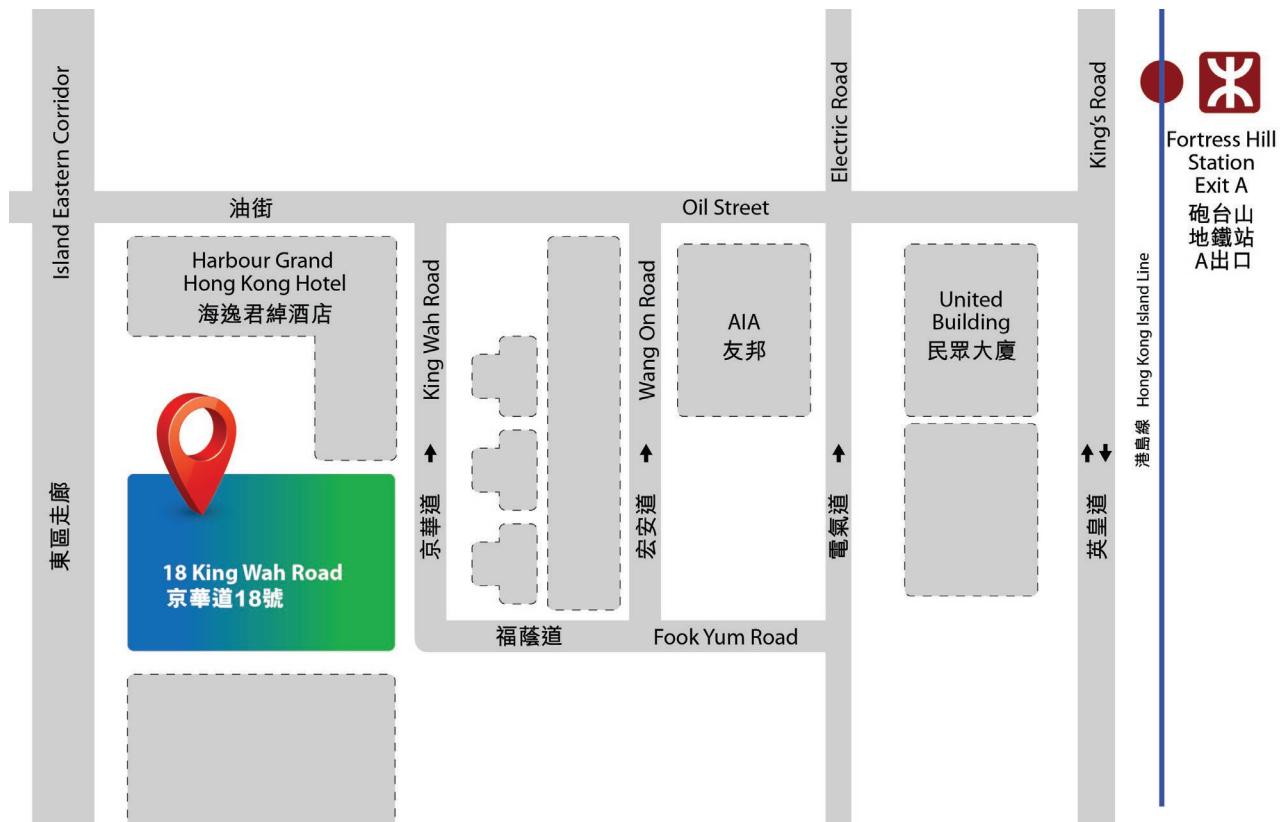 Island Eastern Corridor
東區走廊
油街
Oil Street
Harbour Grand
Hong Kong Hotel
海逸君綽酒店
18 King Wah Road
京華道18號
King Wah Road
京華道
福蔭道
Fook Yum Road
Wang On Road
宏安道
AIA
友邦
Electric Road
電氣道
United
Building
民眾大廈
King's Road
英皇道
港島線 Hong Kong Island Line
Fortress Hill
Station
Exit A
砲台山
地鐵站
A出口